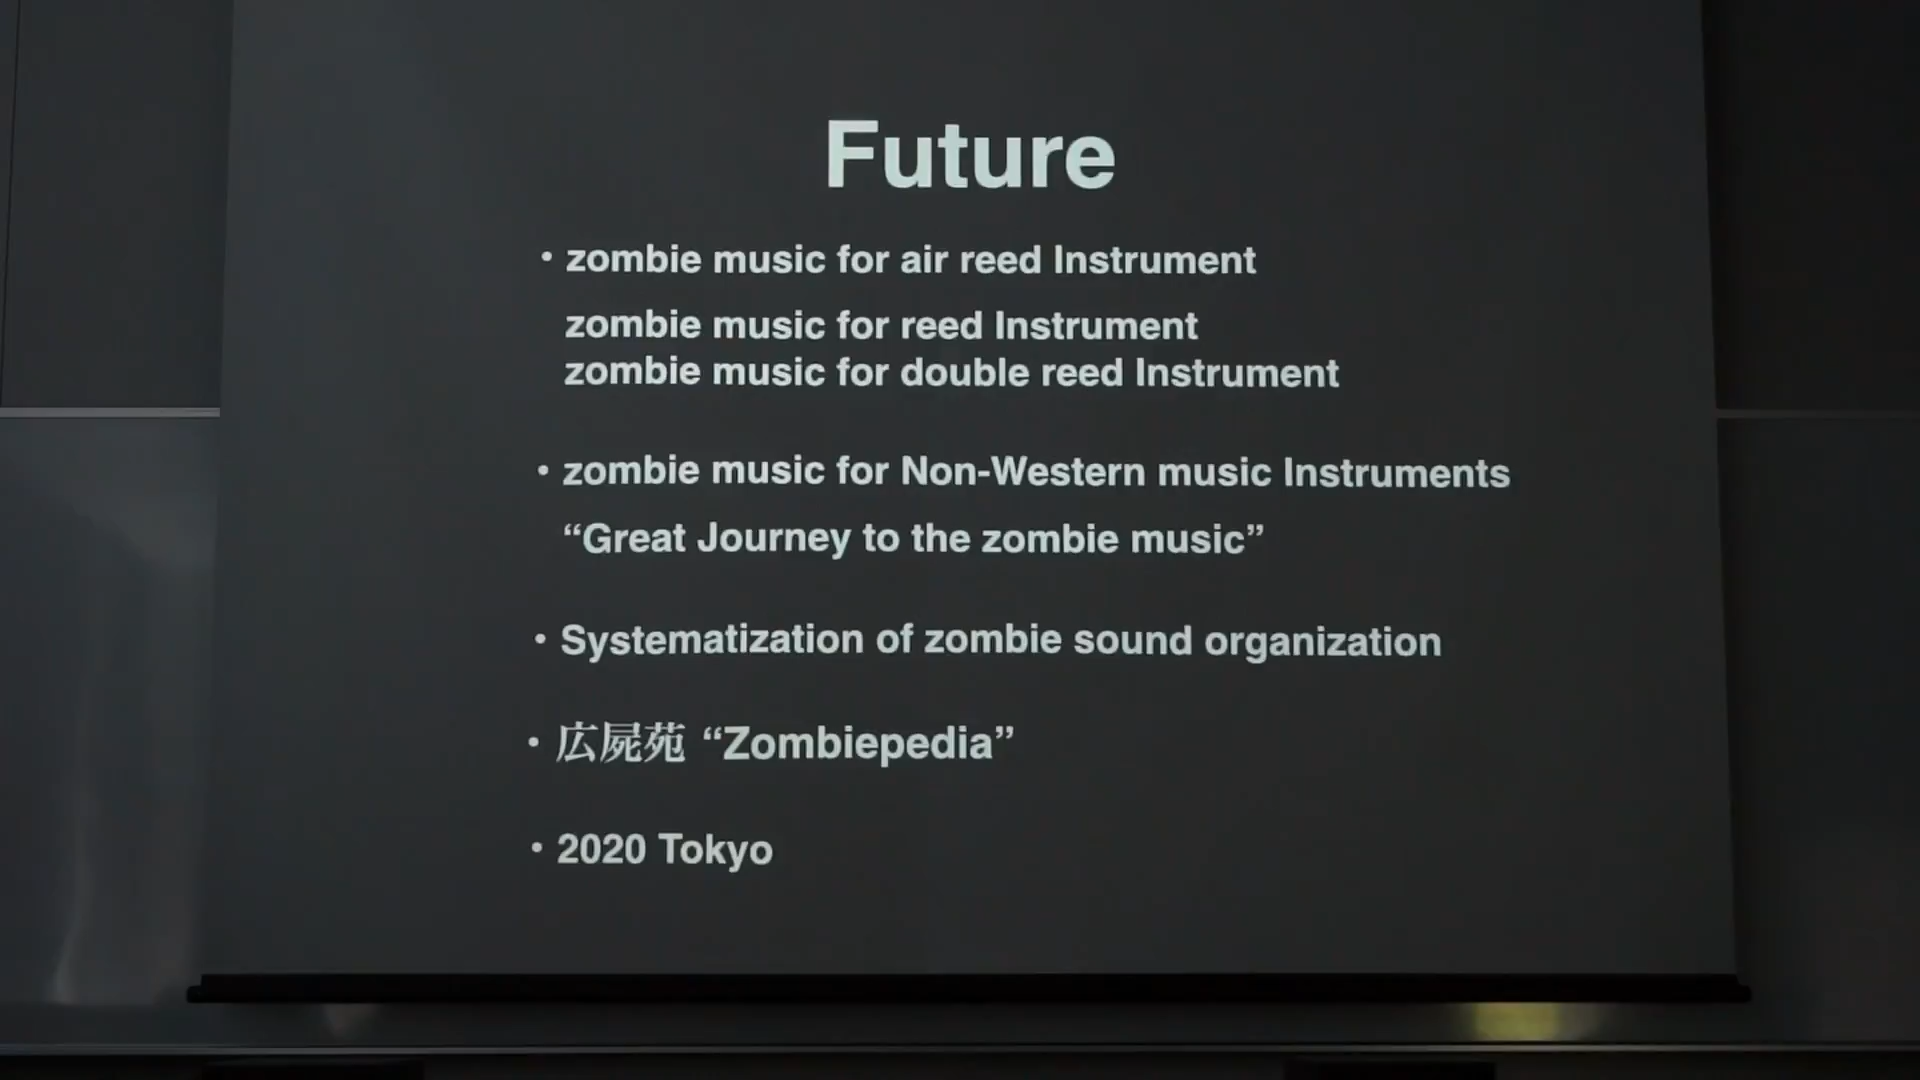 Future
• zombie music for air reed Instrument
zombie music for reed Instrument
zombie music for double reed Instrument
• zombie music for Non-Western music Instruments
“Great Journey to the zombie music”
• Systematization of zombie sound organization
• 広屍苑 “Zombiepedia”
• 2020 Tokyo